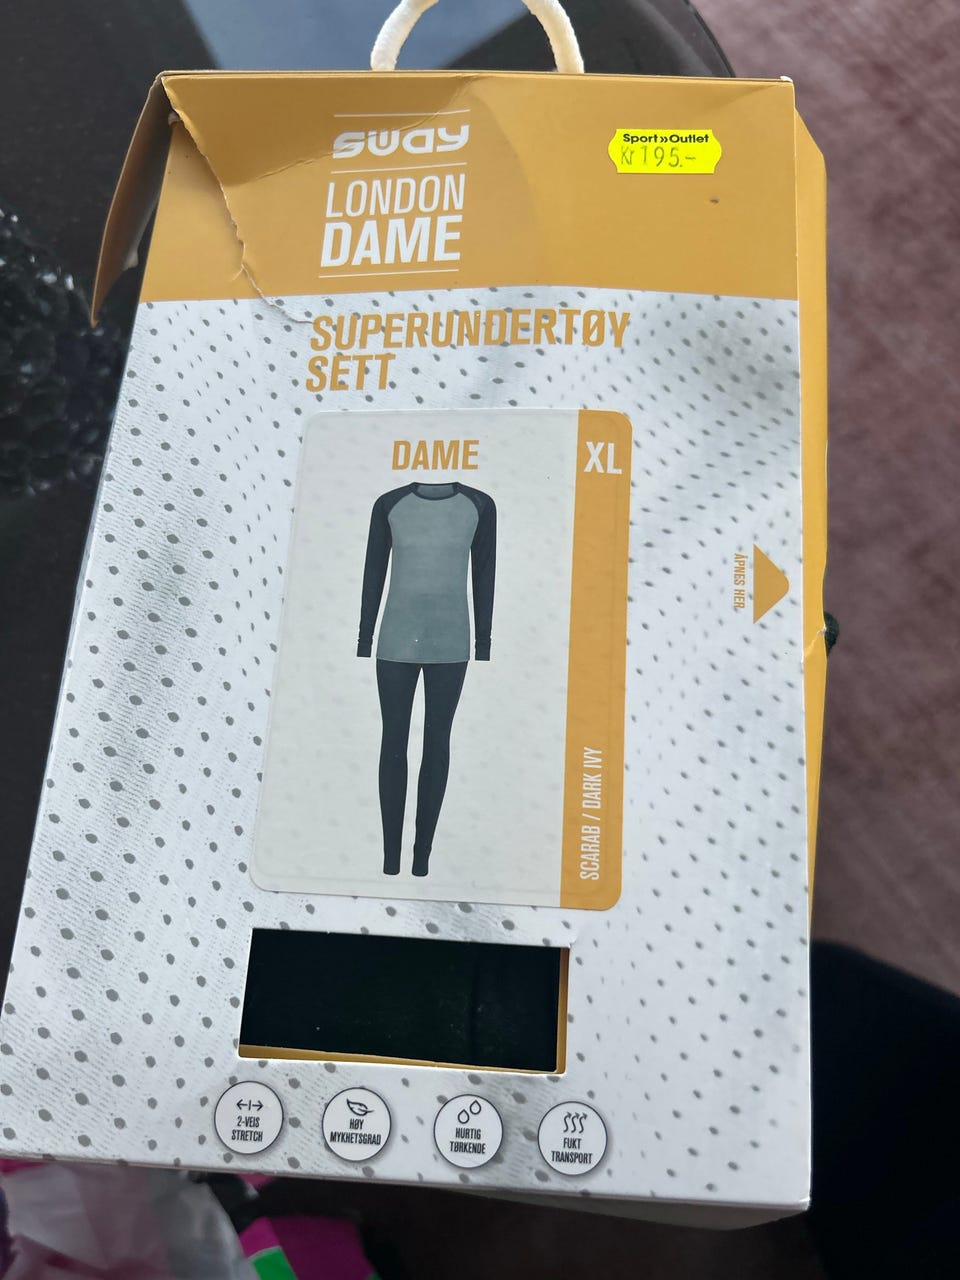 sway
LONDON
DAME
Sport»Outlet
Kr 195.-
SUPERUNDERTØY
SETT
DAME
XL
SCARAB / DARK IVY
ÅPNES HER
2-VEIS
STRETCH
HØY
MYKHETSGRAD
HURTIG
TØRKENDE
FUKT
TRANSPORT